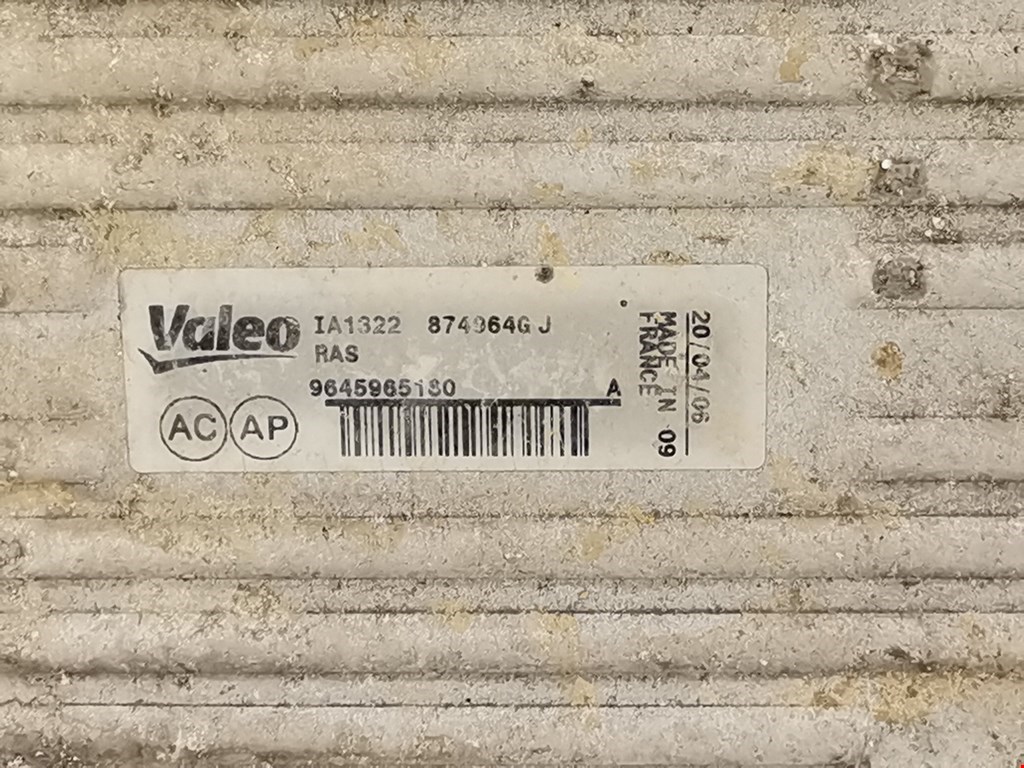 Valeo
IA1322 874964G J
RAS
9645965180 A
AC AP
20/04/06
MADE IN 09
FRANCE